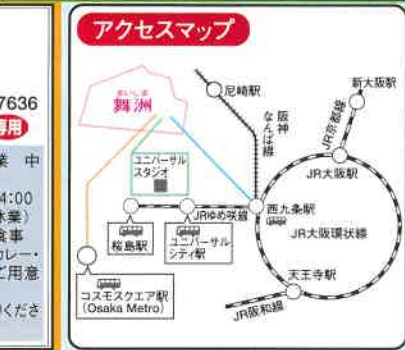 7636
専用
業 中
4:00
休業）
食事
カレー・
ご用意
りくださ
アクセスマップ
まいしま
舞洲
尼崎駅
阪神
なんば線
新大阪駅
JR京都線
JR大阪駅
ユニバーサル
スタジオ
JRゆめ咲線
西九条駅
JR大阪環状線
桜島駅
ユニバーサル
シティ駅
天王寺駅
コスモスクエア駅
(Osaka Metro)
JR阪和線